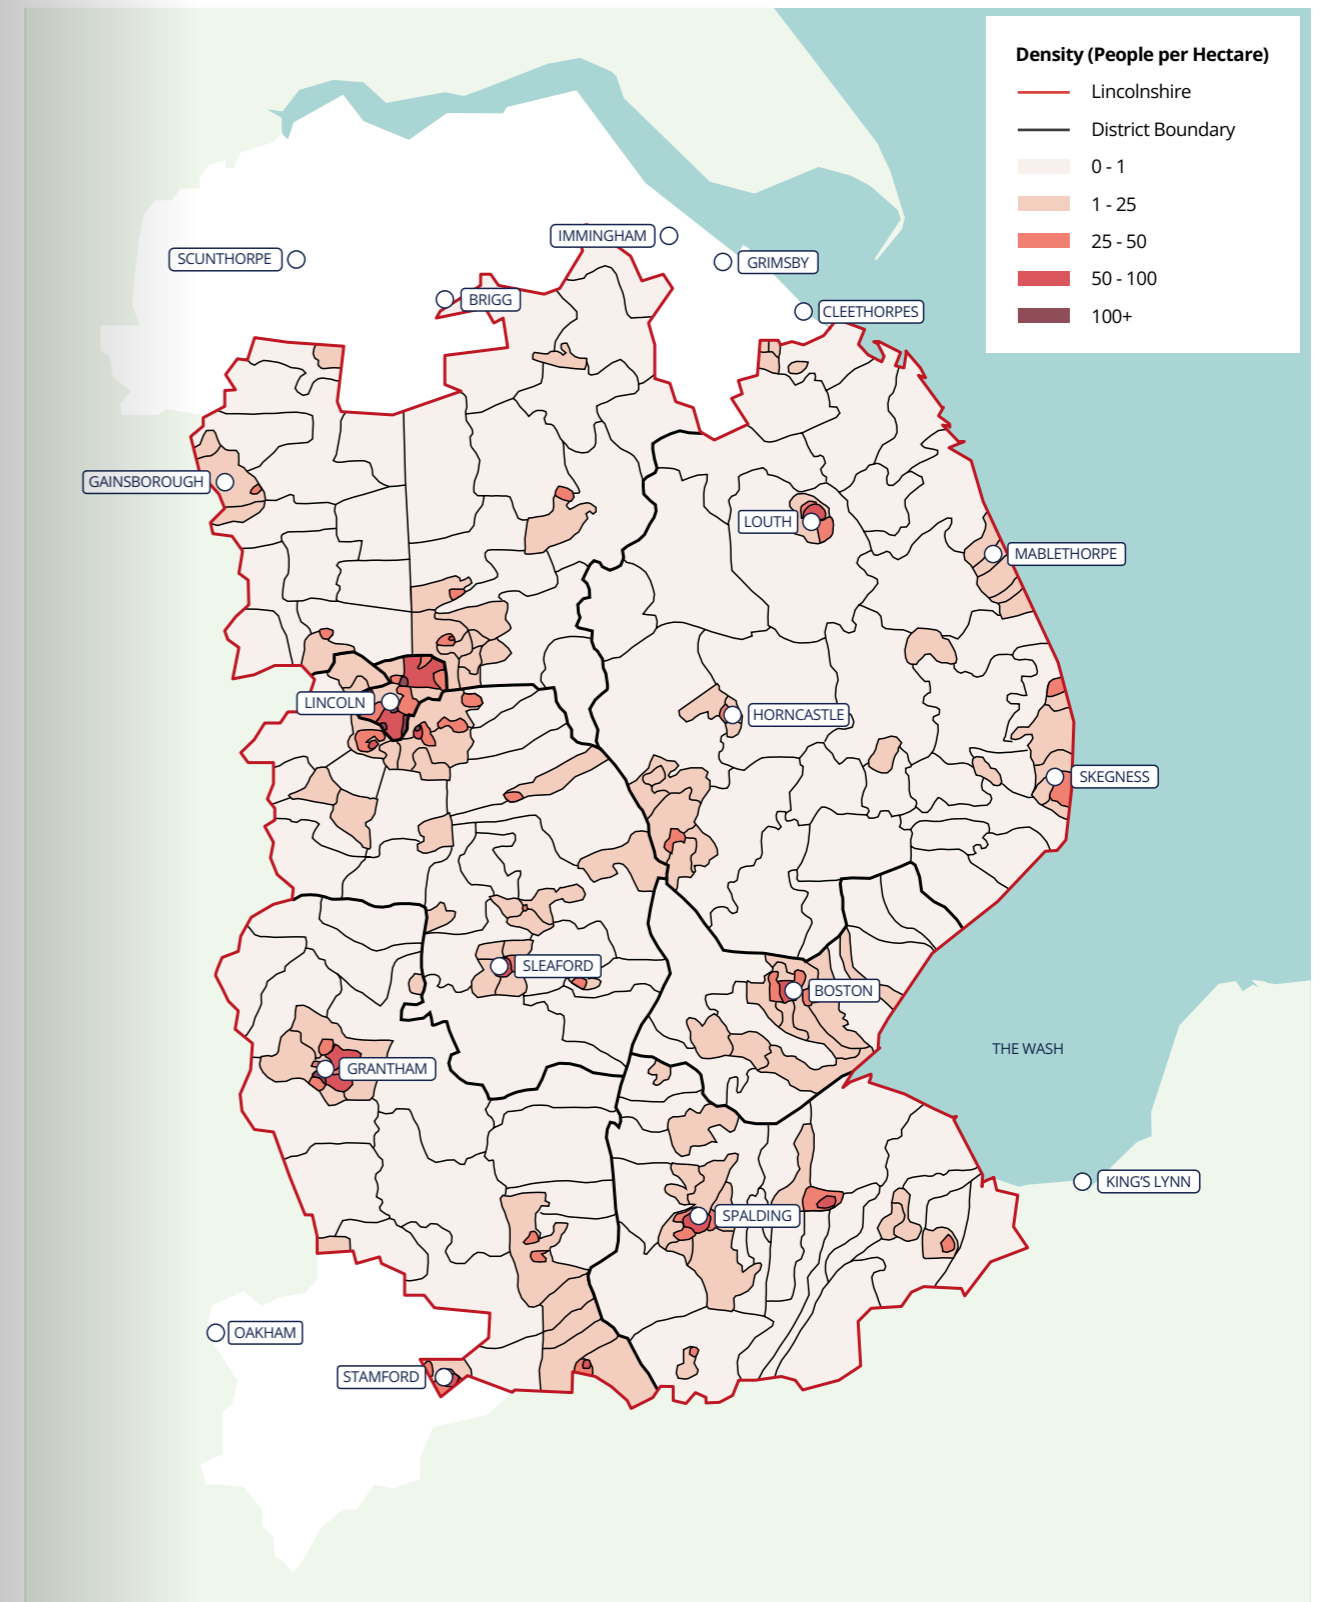 Density (People per Hectare)
Lincolnshire
District Boundary
0 - 1
1 - 25
25 - 50
50 - 100
100+
IMMINGHAM
SCUNTHORPE
GRIMSBY
BRIGG
CLEETHORPES
GAINSBOROUGH
LOUTH
MABLETHORPE
LINCOLN
HORNCASTLE
SKEGNESS
SLEAFORD
BOSTON
THE WASH
GRANTHAM
KING'S LYNN
SPALDING
OAKHAM
STAMFORD